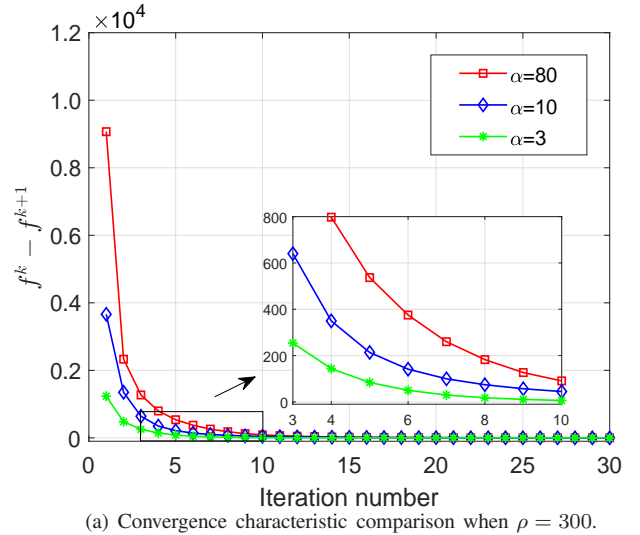 ×10⁴
1.2
1.0
0.8
0.6
0.4
0.2
0
f^k − f^{k+1}
α=80
α=10
α=3
800
600
400
200
0
3 4 6 8 10
0 5 10 15 20 25 30
Iteration number
(a) Convergence characteristic comparison when ρ = 300.